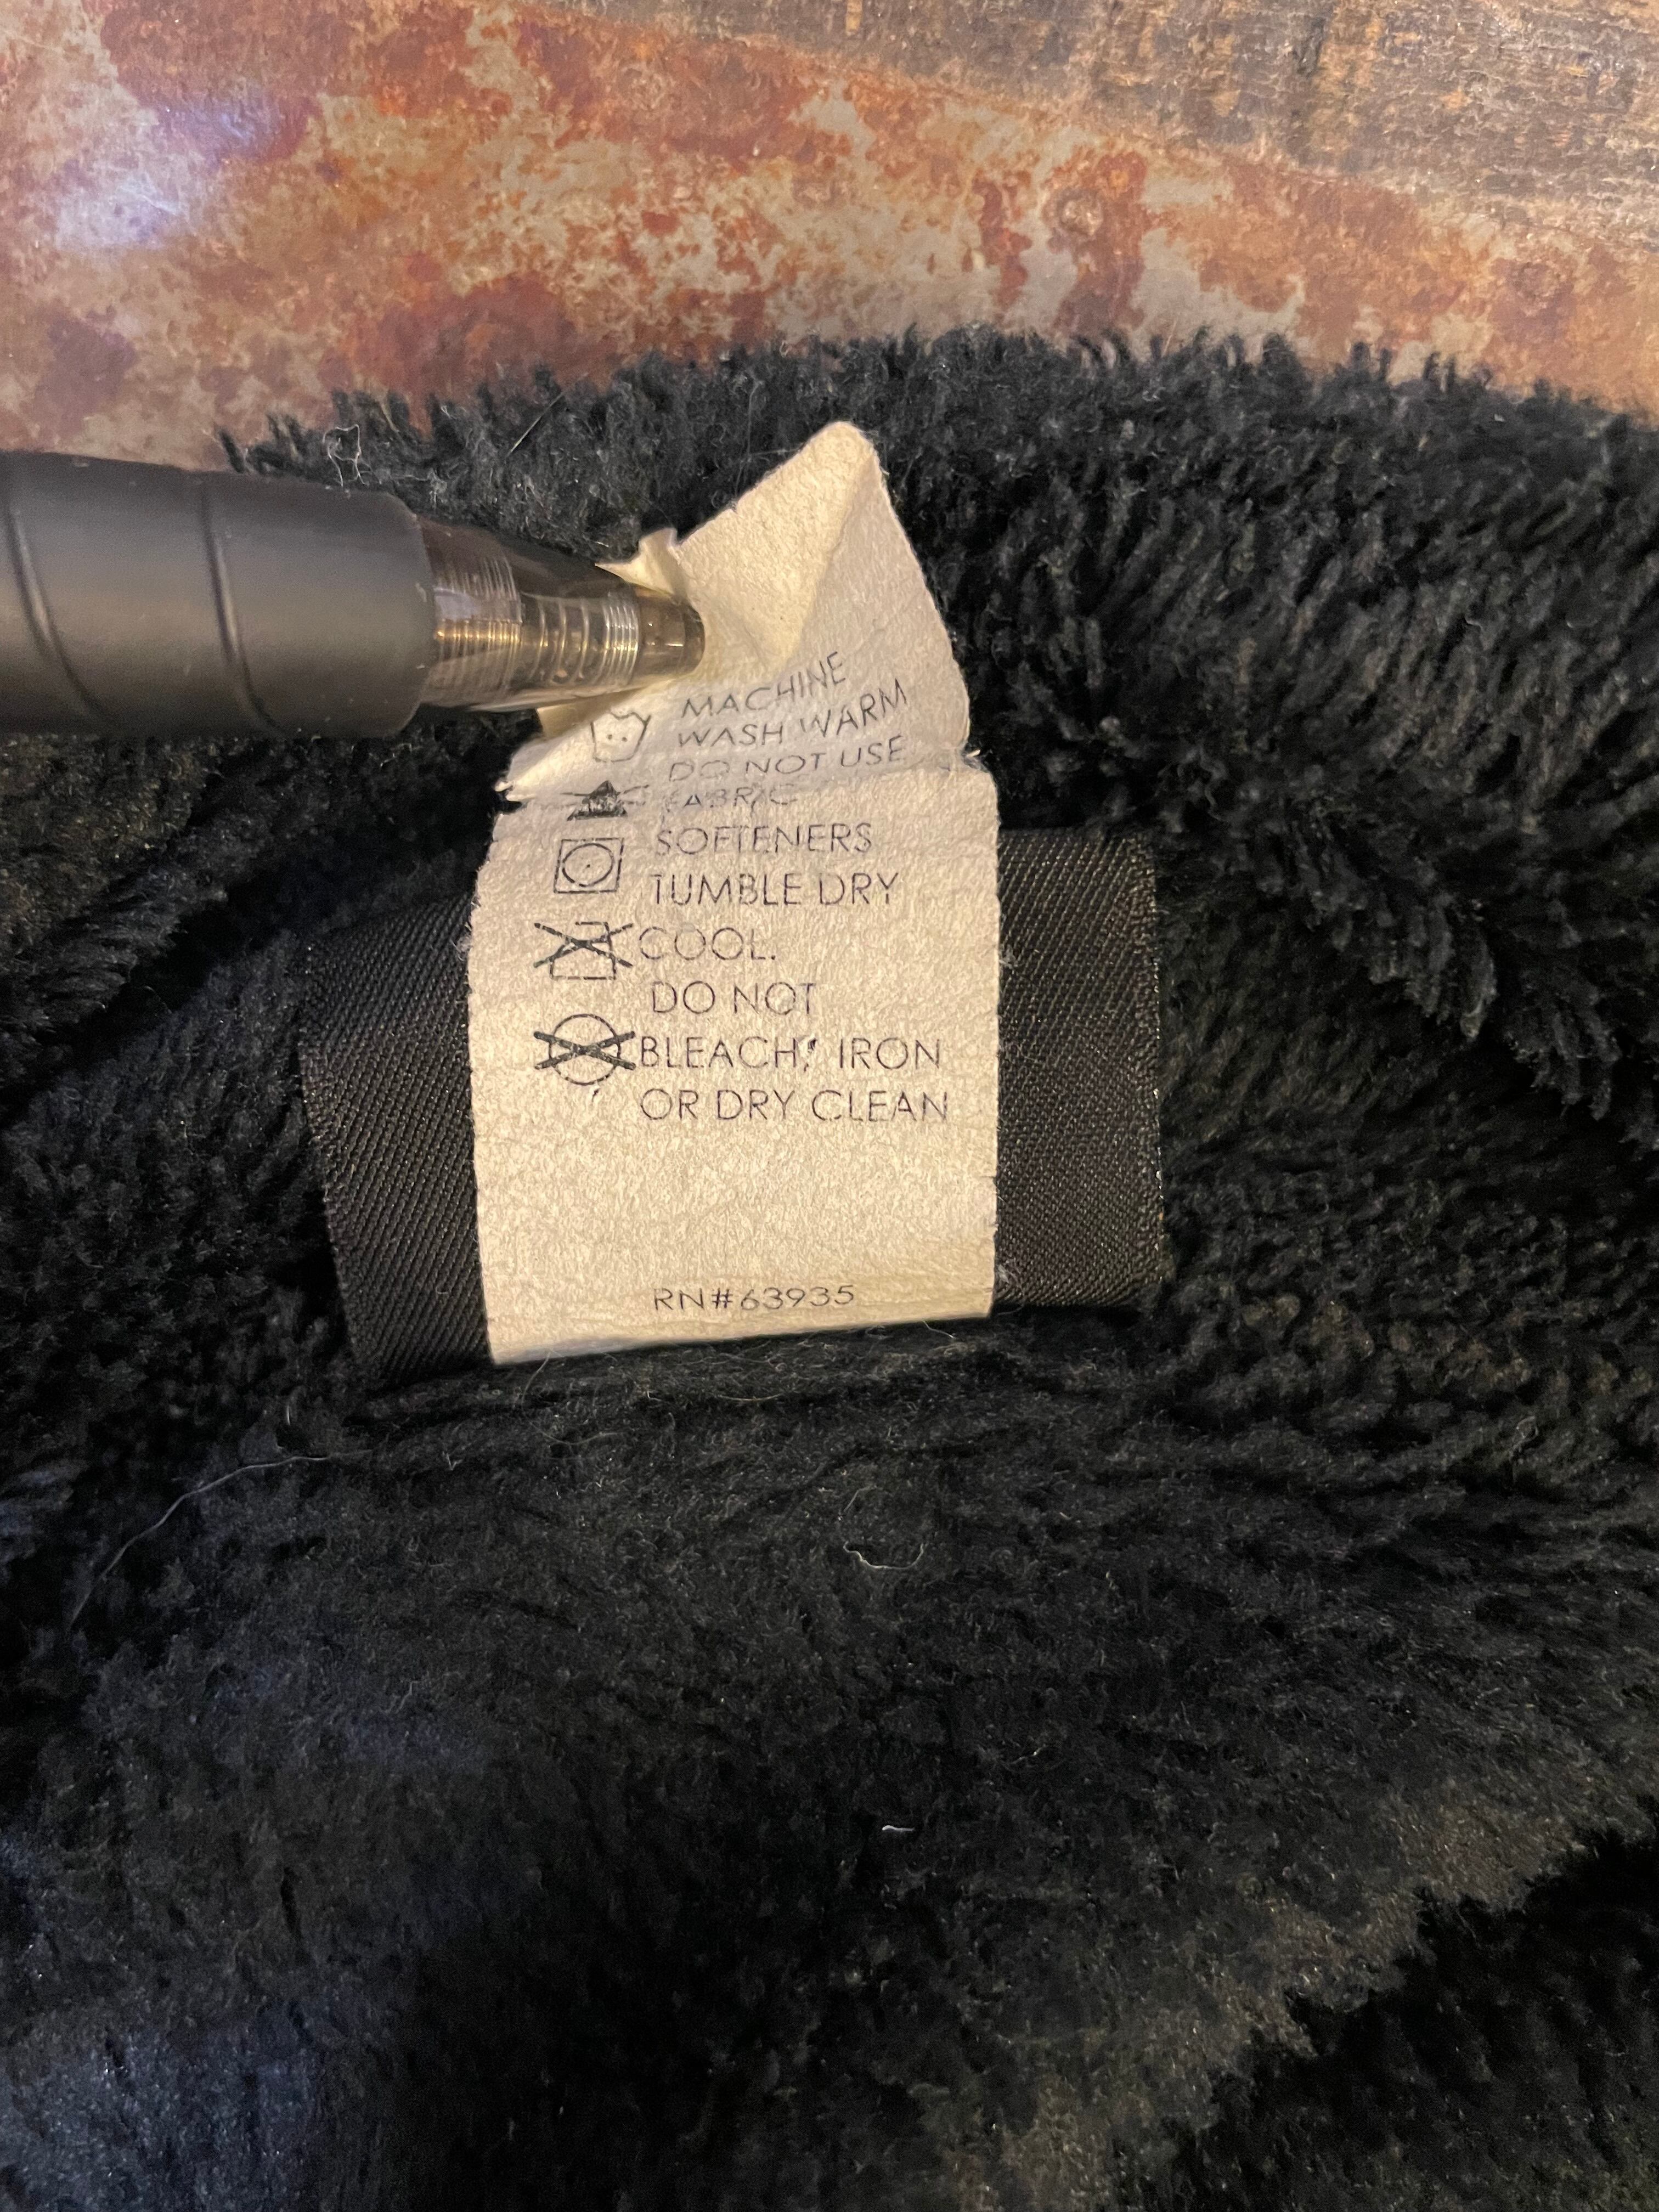 MACHINE
WASH WARM
DO NOT USE
FABRIC
SOFTENERS
TUMBLE DRY
COOL.
DO NOT
BLEACH, IRON
OR DRY CLEAN
RN#63935